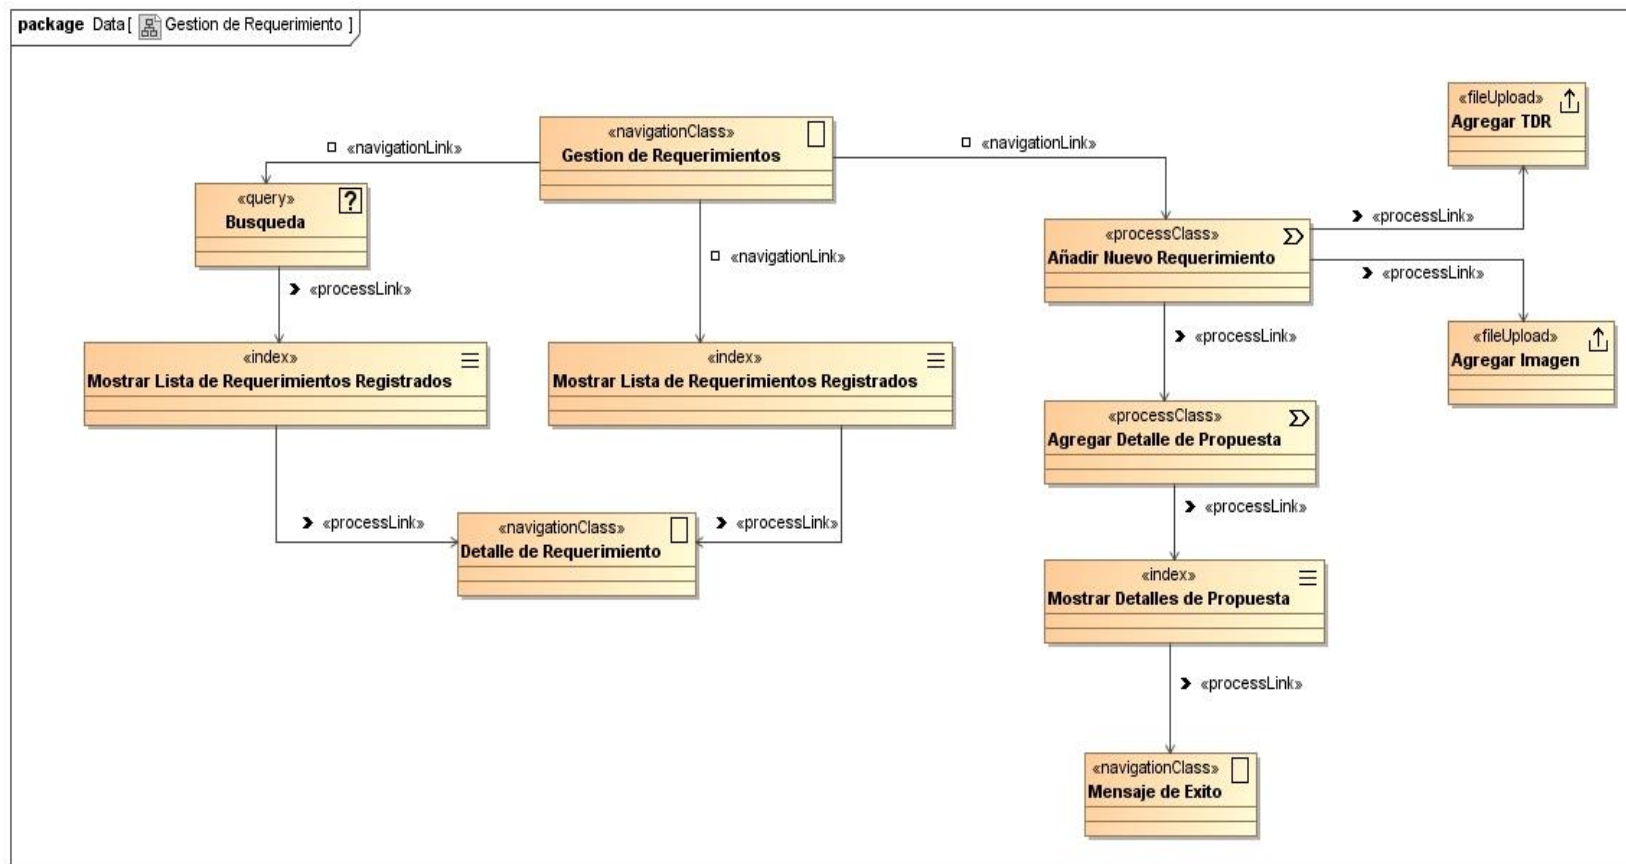 package Data[ Gestion de Requerimiento ]
«navigationClass»
Gestion de Requerimientos
«navigationLink»
«navigationLink»
«navigationLink»
«query»
Busqueda
«processLink»
«index»
Mostrar Lista de Requerimientos Registrados
«index»
Mostrar Lista de Requerimientos Registrados
«processLink»
«processLink»
«navigationClass»
Detalle de Requerimiento
«processClass»
Añadir Nuevo Requerimiento
«processLink»
«fileUpload»
Agregar TDR
«processLink»
«fileUpload»
Agregar Imagen
«processLink»
«processClass»
Agregar Detalle de Propuesta
«processLink»
«index»
Mostrar Detalles de Propuesta
«processLink»
«navigationClass»
Mensaje de Exito